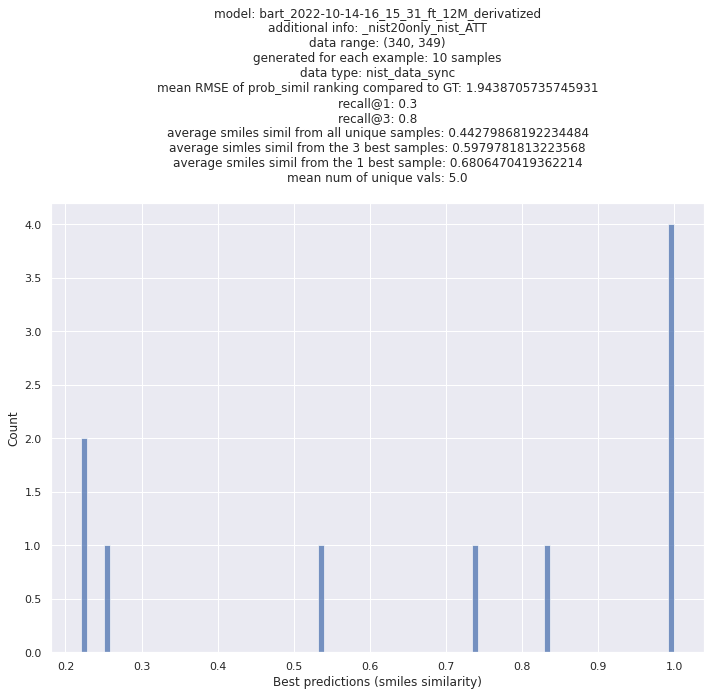 model: bart_2022-10-14-16_15_31_ft_12M_derivatized
additional info: _nist20only_nist_ATT
data range: (340, 349)
generated for each example: 10 samples
data type: nist_data_sync
mean RMSE of prob_simil ranking compared to GT: 1.9438705735745931
recall@1: 0.3
recall@3: 0.8
average smiles simil from all unique samples: 0.44279868192234484
average simles simil from the 3 best samples: 0.5979781813223568
average simles simil from the 1 best sample: 0.6806470419362214
mean num of unique vals: 5.0
4.0
3.5
3.0
2.5
2.0
1.5
1.0
0.5
0.0
Count
0.2 0.3 0.4 0.5 0.6 0.7 0.8 0.9 1.0
Best predictions (smiles similarity)